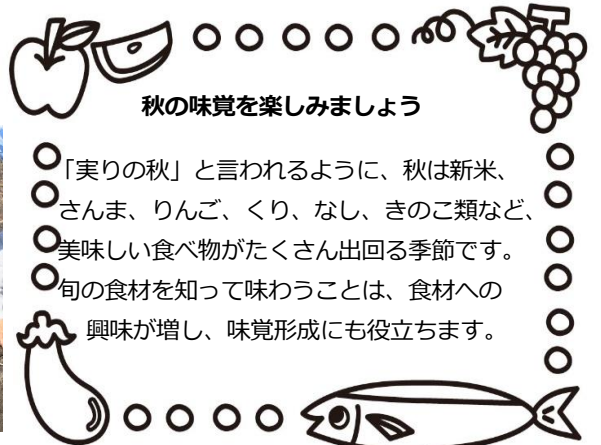 秋の味覚を楽しみましょう
「実りの秋」と言われるように、秋は新米、
さんま、りんご、くり、なし、きのこ類など、
美味しい食べ物がたくさん出回る季節です。
旬の食材を知って味わうことは、食材への
興味が増し、味覚形成にも役立ちます。